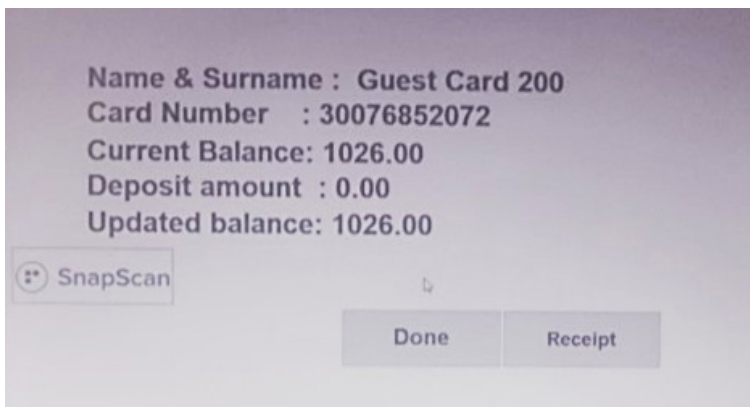 Name & Surname : Guest Card 200
Card Number : 30076852072
Current Balance: 1026.00
Deposit amount : 0.00
Updated balance: 1026.00
SnapScan
Done Receipt